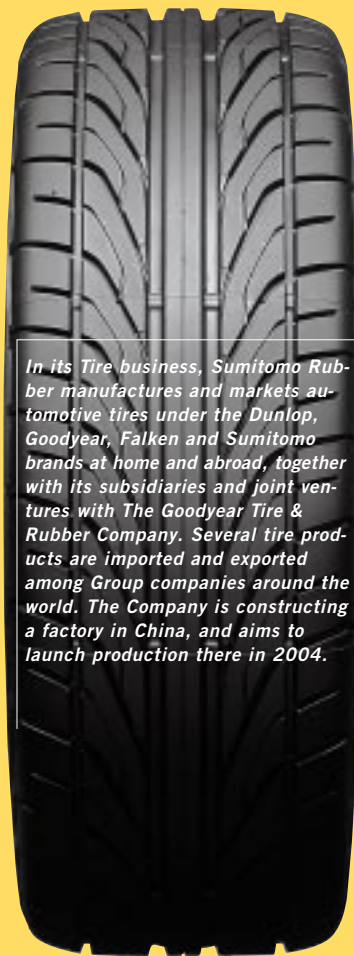 In its Tire business, Sumitomo Rub-
ber manufactures and markets au-
tomotive tires under the Dunlop,
Goodyear, Falken and Sumitomo
brands at home and abroad, together
with its subsidiaries and joint ven-
tures with The Goodyear Tire &
Rubber Company. Several tire prod-
ucts are imported and exported
among Group companies around the
world. The Company is constructing
a factory in China, and aims to
launch production there in 2004.